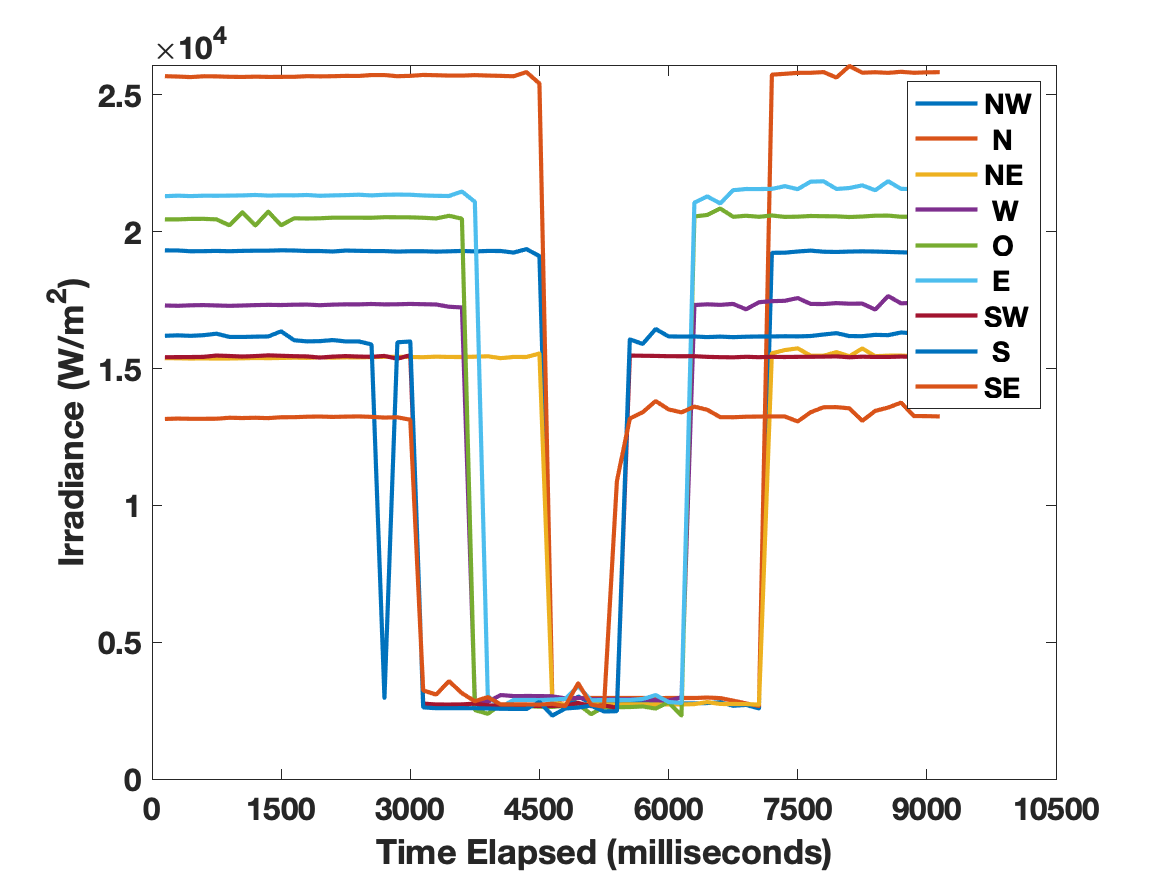 ×10⁴
2.5
2
1.5
1
0.5
0
Irradiance (W/m²)
0 1500 3000 4500 6000 7500 9000 10500
Time Elapsed (milliseconds)
NW
N
NE
W
O
E
SW
S
SE